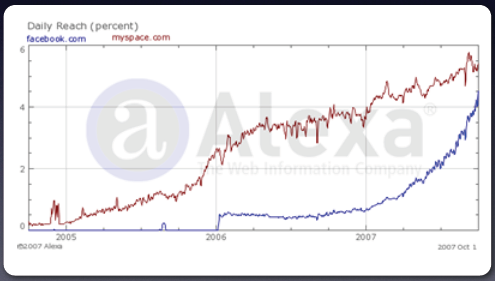 Daily Reach (percent)
facebook.com myspace.com
6
4
2
0
Alexa®
Web Information Company
2005 2006 2007
©2007 Alexa 2007 Oct 1